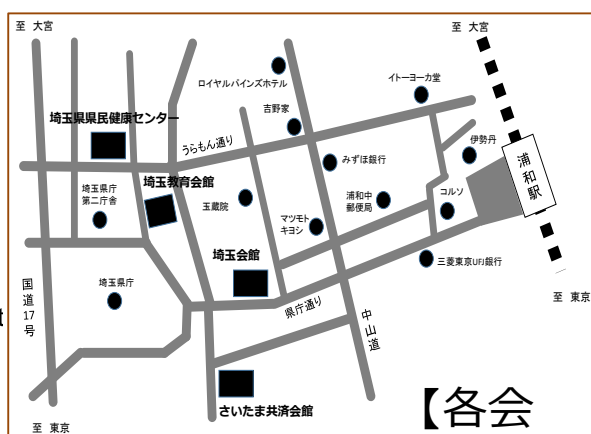 至 大宮
至 大宮
ロイヤルパインズホテル
イトーヨーカ堂
吉野家
埼玉県県民健康センター
うらもん通り
伊勢丹
みずほ銀行
浦和駅
埼玉教育会館
埼玉県庁
第二庁舎
玉蔵院
浦和中
郵便局
コルソ
マツモト
キヨシ
埼玉会館
三菱東京UFJ銀行
埼玉県庁
国道17号
県庁通り
中山道
至 東京
さいたま共済会館
【各会
至 東京